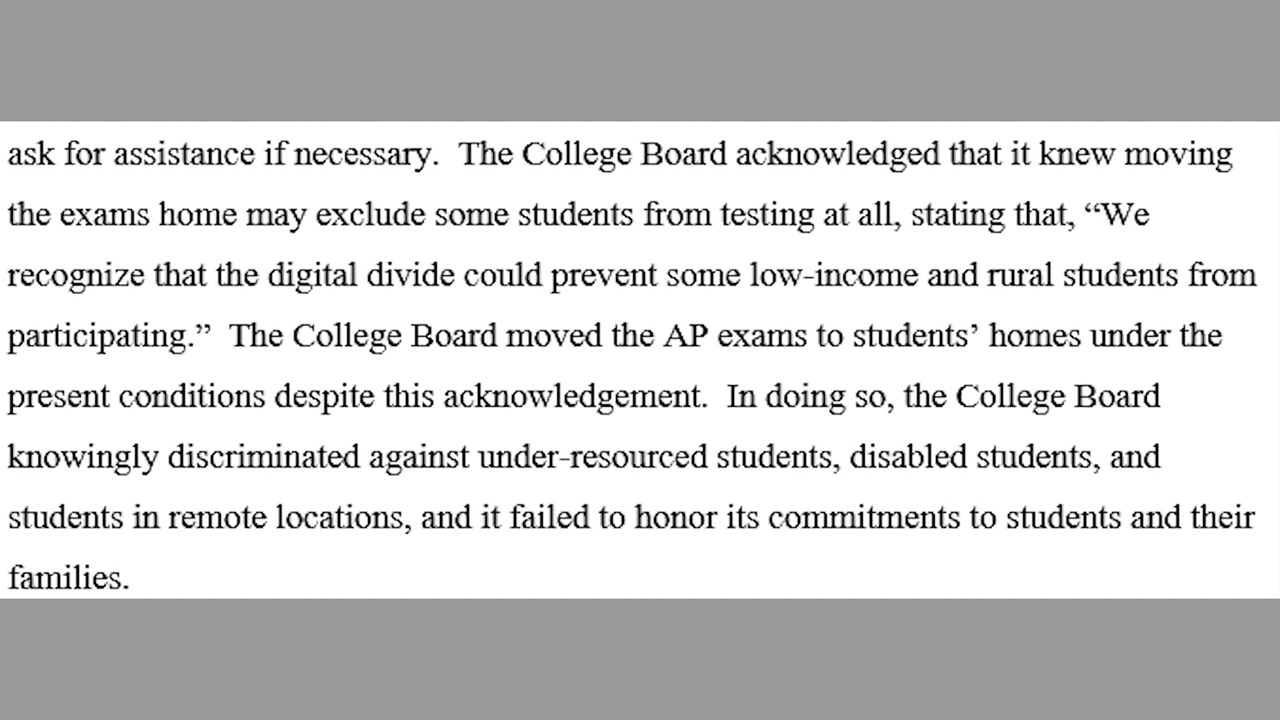 ask for assistance if necessary.  The College Board acknowledged that it knew moving
the exams home may exclude some students from testing at all, stating that, “We
recognize that the digital divide could prevent some low-income and rural students from
participating.”  The College Board moved the AP exams to students’ homes under the
present conditions despite this acknowledgement.  In doing so, the College Board
knowingly discriminated against under-resourced students, disabled students, and
students in remote locations, and it failed to honor its commitments to students and their
families.